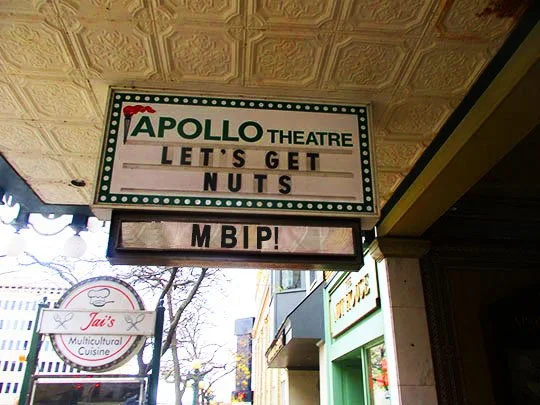 APOLLO THEATRE
LET'S GET
NUTS
MBIP!
Jai's
Multicultural
Cuisine